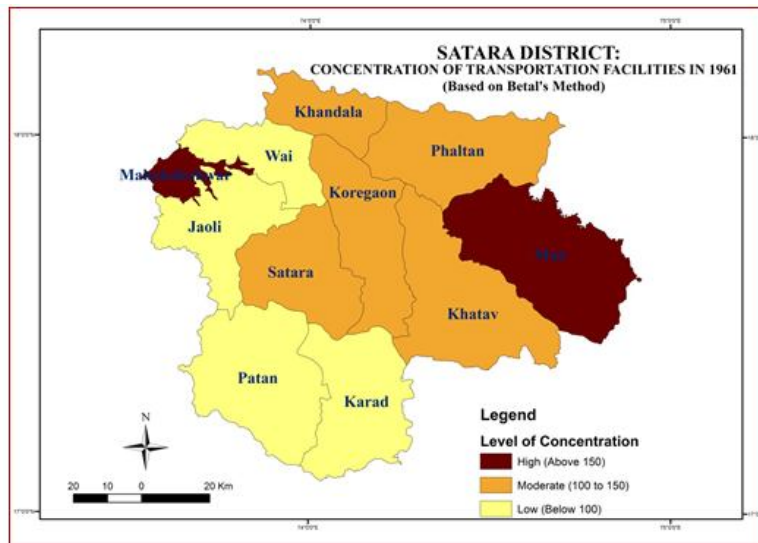 SATARA DISTRICT:
CONCENTRATION OF TRANSPORTATION FACILITIES IN 1961
(Based on Betal's Method)
Khandala
Phaltan
Wai
Mahabaleshwar
Koregaon
Jaoli
Man
Satara
Khatav
Patan
Karad
N
20 10 0 20 Km
Legend
Level of Concentration
High (Above 150)
Moderate (100 to 150)
Low (Below 100)